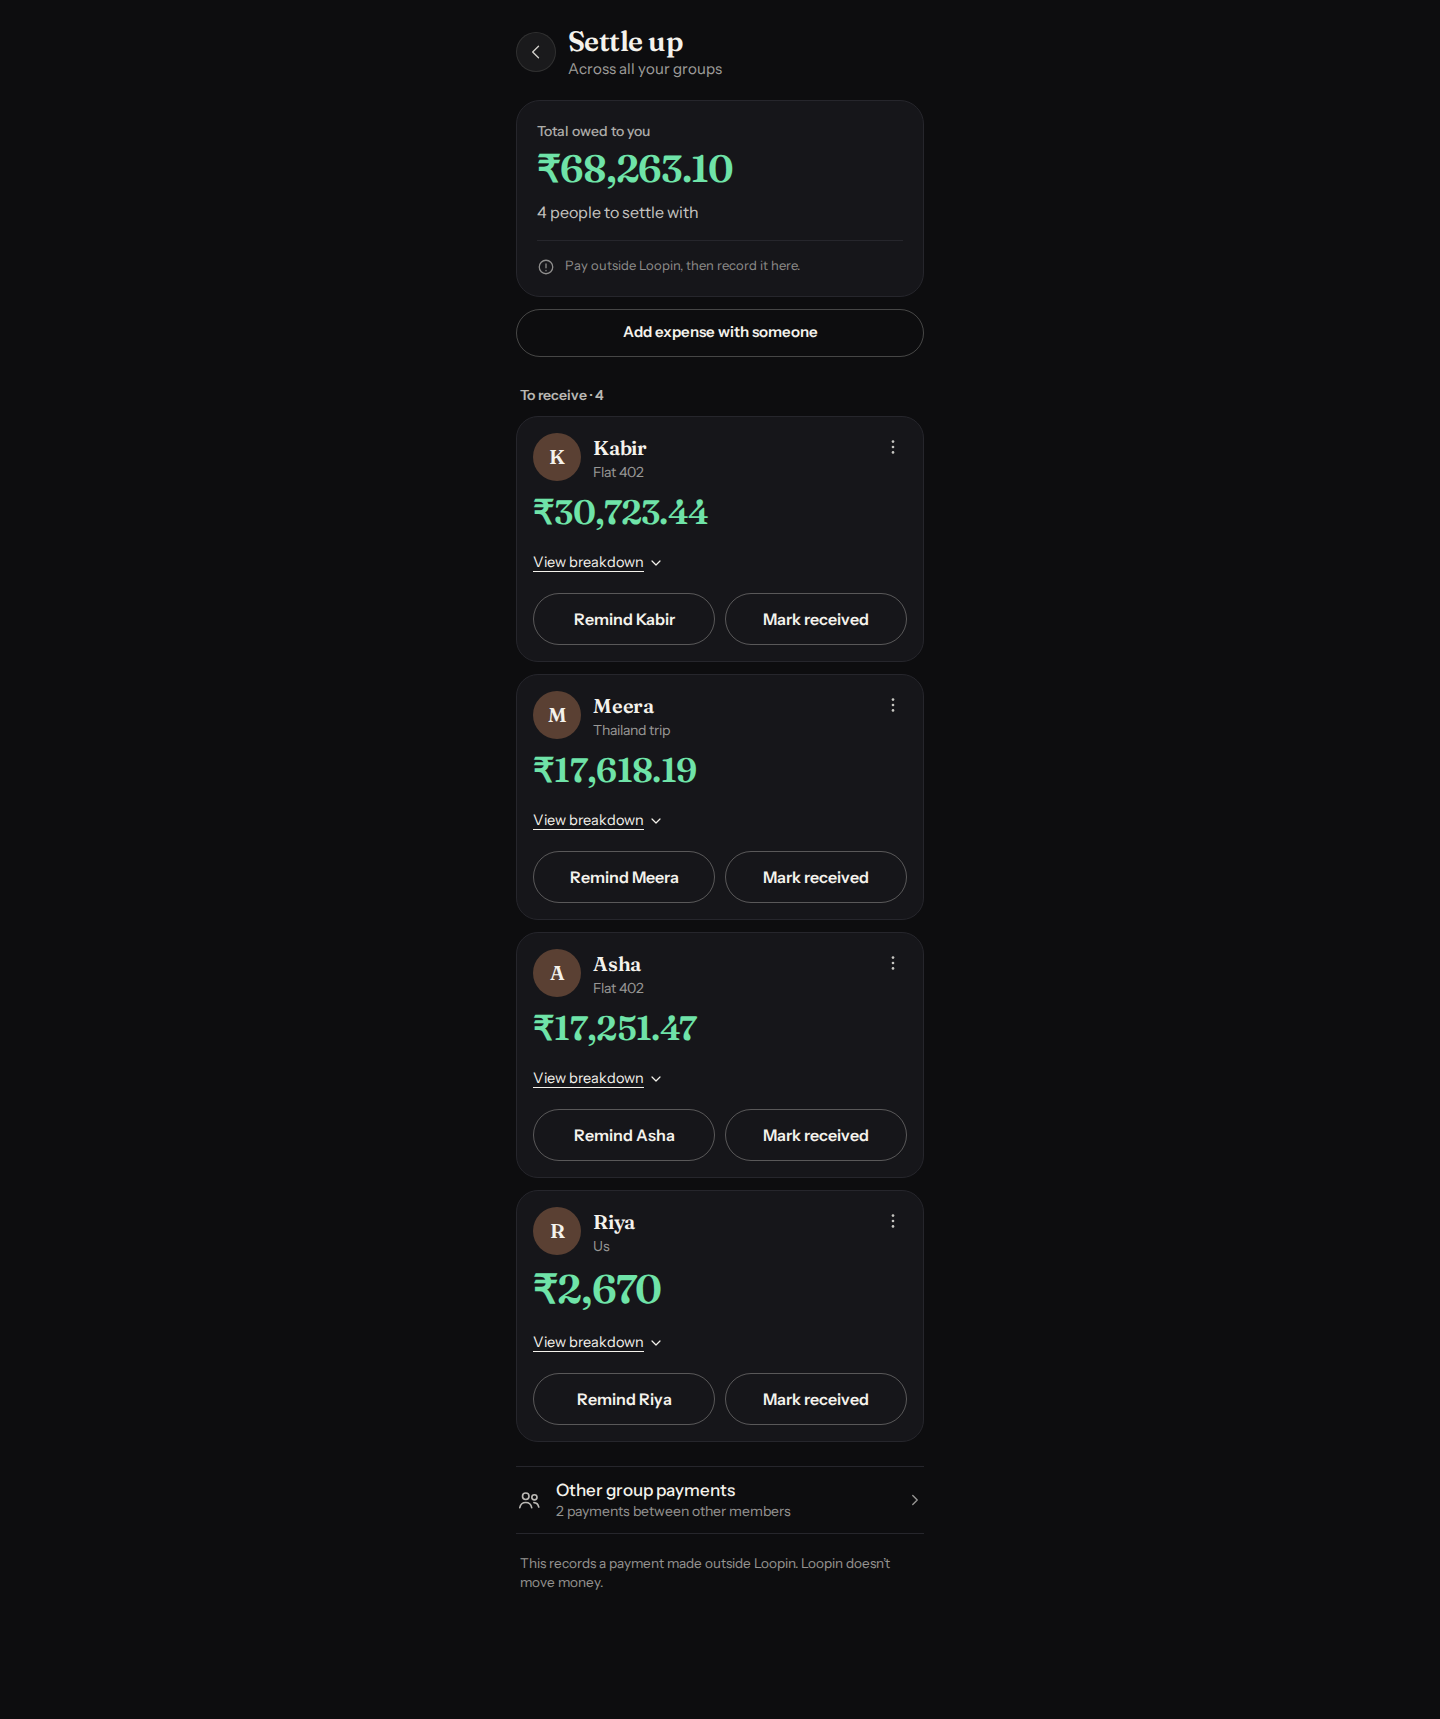 Settle up
Across all your groups
Total owed to you
₹68,263.10
4 people to settle with
Pay outside Loopin, then record it here.
Add expense with someone
To receive · 4
K
Kabir
Flat 402
₹30,723.44
View breakdown
Remind Kabir
Mark received
M
Meera
Thailand trip
₹17,618.19
View breakdown
Remind Meera
Mark received
A
Asha
Flat 402
₹17,251.47
View breakdown
Remind Asha
Mark received
R
Riya
Us
₹2,670
View breakdown
Remind Riya
Mark received
Other group payments
2 payments between other members
This records a payment made outside Loopin. Loopin doesn't
move money.